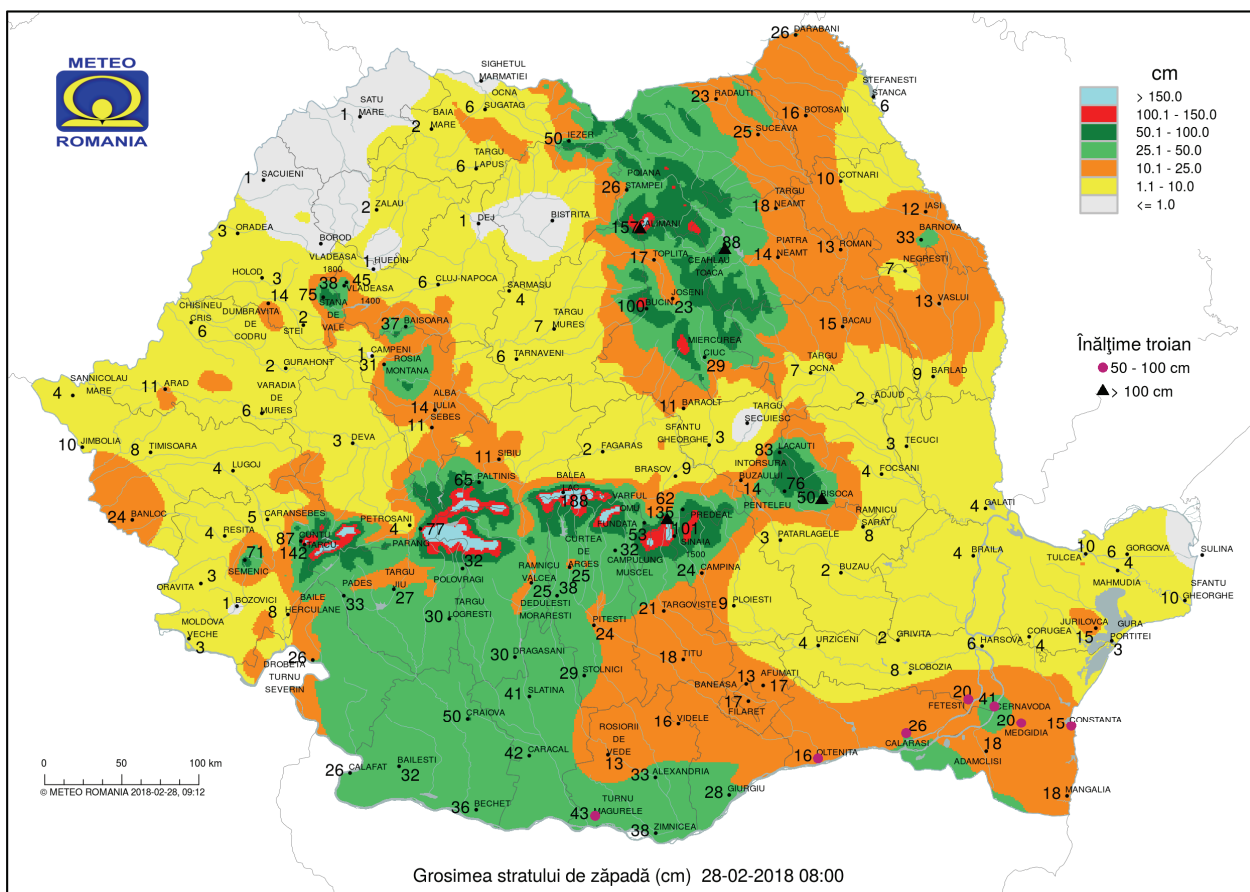 METEO
ROMANIA
cm
> 150.0
100.1 - 150.0
50.1 - 100.0
25.1 - 50.0
10.1 - 25.0
1.1 - 10.0
<= 1.0
Înălţime troian
50 - 100 cm
> 100 cm
26 DARABANI
SIGHETUL
MARMATIEI
STEFANESTI
STANCA
6
1 SATU
MARE
6 OCNA
SUGATAG
23 RADAUTI
16 BOTOSANI
2 BAIA
MARE
50 IEZER
25 SUCEAVA
6 TARGU
LAPUS
26 POIANA
STAMPEI
10 COTNARI
1 SACUIENI
2 ZALAU
1 DEJ
BISTRITA
157 CALIMANI
18 TARGU
NEAMT
12 IASI
3 ORADEA
BOROD
88
CEAHLAU
TOACA
14 PIATRA
NEAMT
13 ROMAN
33 BARNOVA
VLADEASA
1800
38
1 HUEDIN
45
VLADEASA
1400
17 TOPLITA
7 NEGRESTI
HOLOD 3
75
STANA
DE
VALE
6 CLUJ-NAPOCA
SARMASU
4
100 BUCIN
JOSENI
23
13 VASLUI
14
DUMBRAVITA
DE
CODRU
CHISINEU
CRIS
6
2
STEI
37 BAISOARA
7 TARGU
MURES
15 BACAU
1 CAMPENI
2 GURAHONT
31 ROSIA
MONTANA
6 TARNAVENI
MIERCUREA
CIUC
29
7 TARGU
OCNA
9 BARLAD
4 SANNICOLAU
MARE
11 ARAD
6 VARADIA
DE
MURES
14 ALBA
IULIA
11 SEBES
11 BARAOLT
2 ADJUD
TARGU
SECUIESC
10 JIMBOLIA
8 TIMISOARA
3 DEVA
2 FAGARAS
SFANTU
GHEORGHE 3
3 TECUCI
11 SIBIU
83 LACAUTI
4 LUGOJ
65 PALTINIS
BALEA
LAC
188
BRASOV 9
INTORSURA
BUZAULUI
14
76
PENTELEU
50 BISOCA
4 FOCSANI
24 BANLOC
5 CARANSEBES
4 RESITA
PETROSANI
4
77
PARANG
VARFUL
OMU
62
135
PREDEAL
FUNDATA
53
101
SINAIA
1500
RAMNICU
SARAT
8
4 GALATI
87 CUNTU
142 TARCU
71
SEMENIC
CURTEA
DE
ARGES
25
32
CAMPULUNG
MUSCEL
3 PATARLAGELE
4 BRAILA
10
TULCEA
6 GORGOVA
4
MAHMUDIA
SULINA
ORAVITA 3
32
POLOVRAGI
RAMNICU
VALCEA
25
38
DEDULESTI
MORARESTI
24 CAMPINA
2 BUZAU
10 SFANTU
GHEORGHE
PADES
33
TARGU
JIU
27
1 BOZOVICI
8 BAILE
HERCULANE
30 TARGU
LOGRESTI
PITESTI
24
21 TARGOVISTE
9 PLOIESTI
MOLDOVA
VECHE
3
4 URZICENI
2 GRIVITA
6 HARSOVA
CORUGEA
4
JURILOVCA
15
GURA
PORTITEI
3
26
DROBETA
TURNU
SEVERIN
30 DRAGASANI
29 STOLNICI
18 TITU
8 SLOBOZIA
41 SLATINA
BANEASA 13
AFUMATI
17
17
FILARET
20
FETESTI
41
CERNAVODA
20
MEDGIDIA
15 CONSTANTA
50 CRAIOVA
16 VIDELE
26
CALARASI
42 CARACAL
ROSIORII
DE
VEDE
13
16 OLTENITA
18
ADAMCLISI
26 CALAFAT
BAILESTI
32
33 ALEXANDRIA
28 GIURGIU
18 MANGALIA
36 BECHET
43 TURNU
MAGURELE
38 ZIMNICEA
0 50 100 km
© METEO ROMANIA 2018-02-28, 09:12
Grosimea stratului de zăpadă (cm) 28-02-2018 08:00